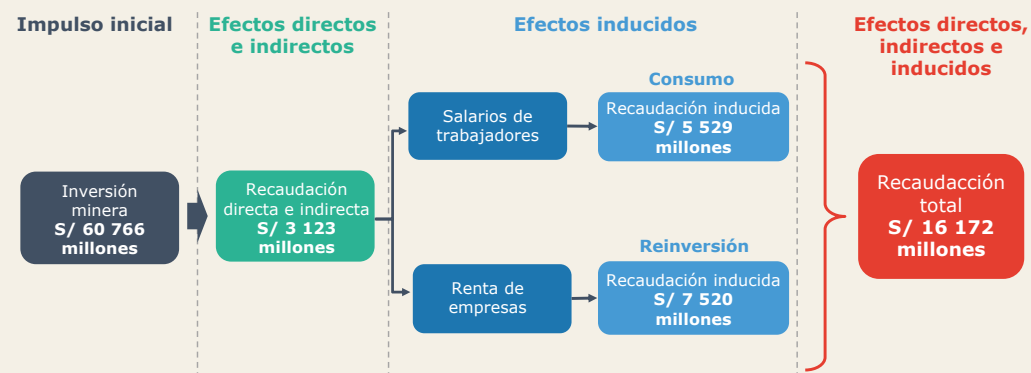 Impulso inicial
Efectos directos
e indirectos
Efectos inducidos
Efectos directos,
indirectos e
inducidos
Inversión
minera
S/ 60 766
millones
Recaudación
directa e indirecta
S/ 3 123
millones
Salarios de
trabajadores
Consumo
Recaudación inducida
S/ 5 529
millones
Renta de
empresas
Reinversión
Recaudación inducida
S/ 7 520
millones
Recaudacción
total
S/ 16 172
millones